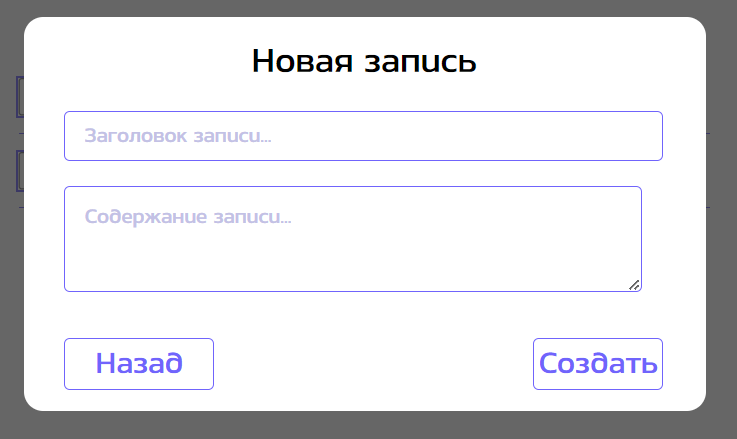 Новая запись
Заголовок записи...
Содержание записи...
Назад
Создать